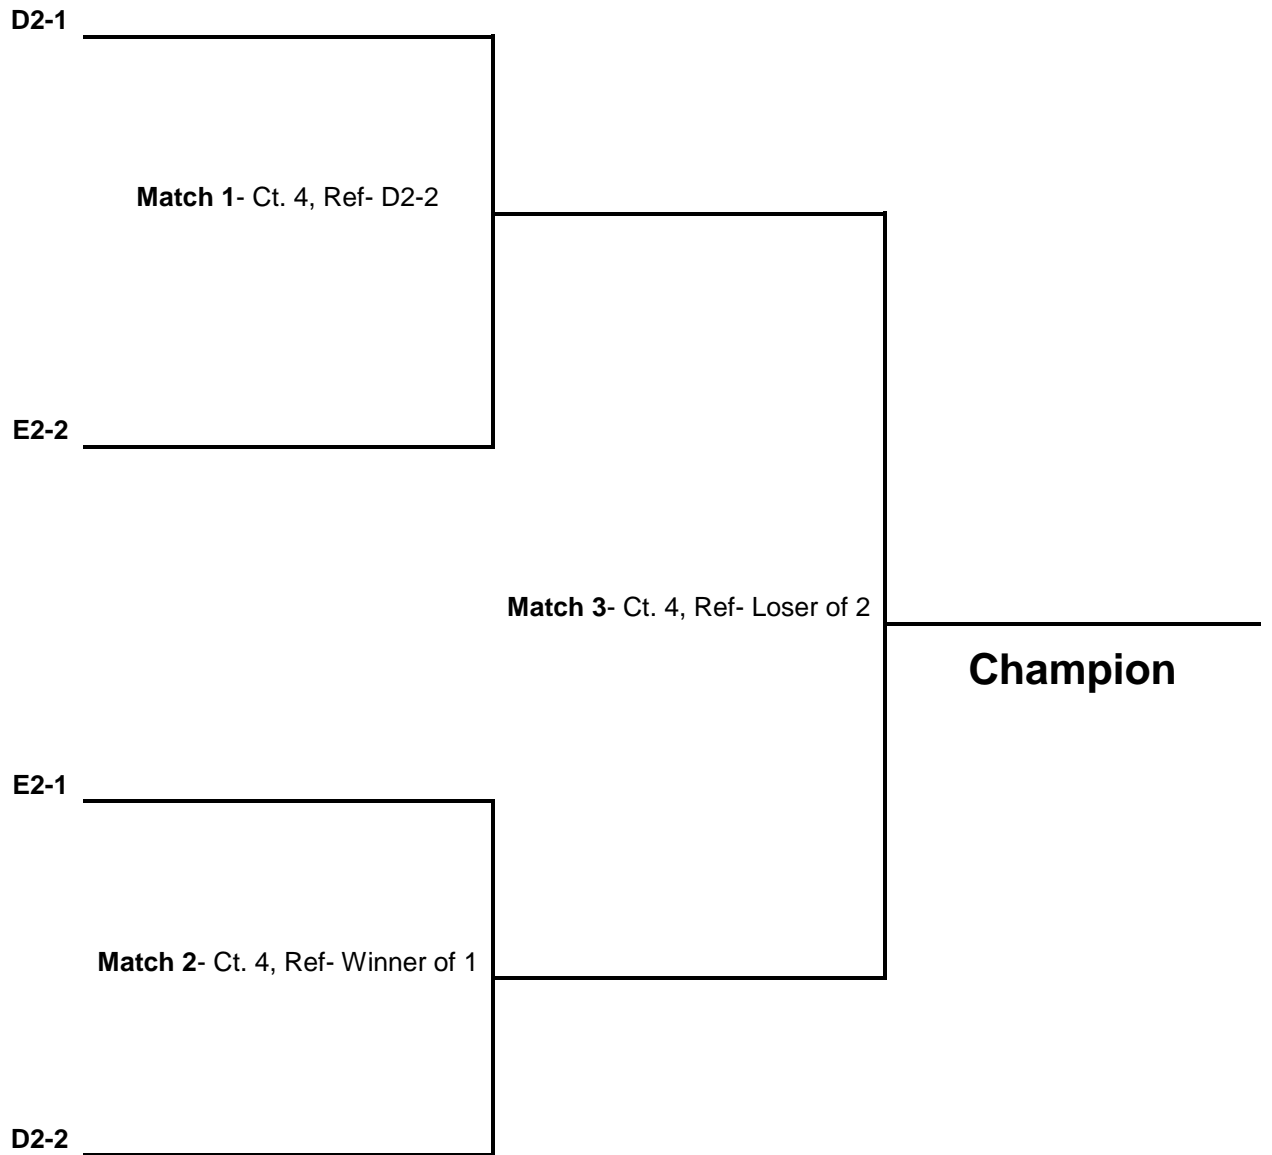 D2-1
Match 1- Ct. 4, Ref- D2-2
E2-2
Match 3- Ct. 4, Ref- Loser of 2
Champion
E2-1
Match 2- Ct. 4, Ref- Winner of 1
D2-2